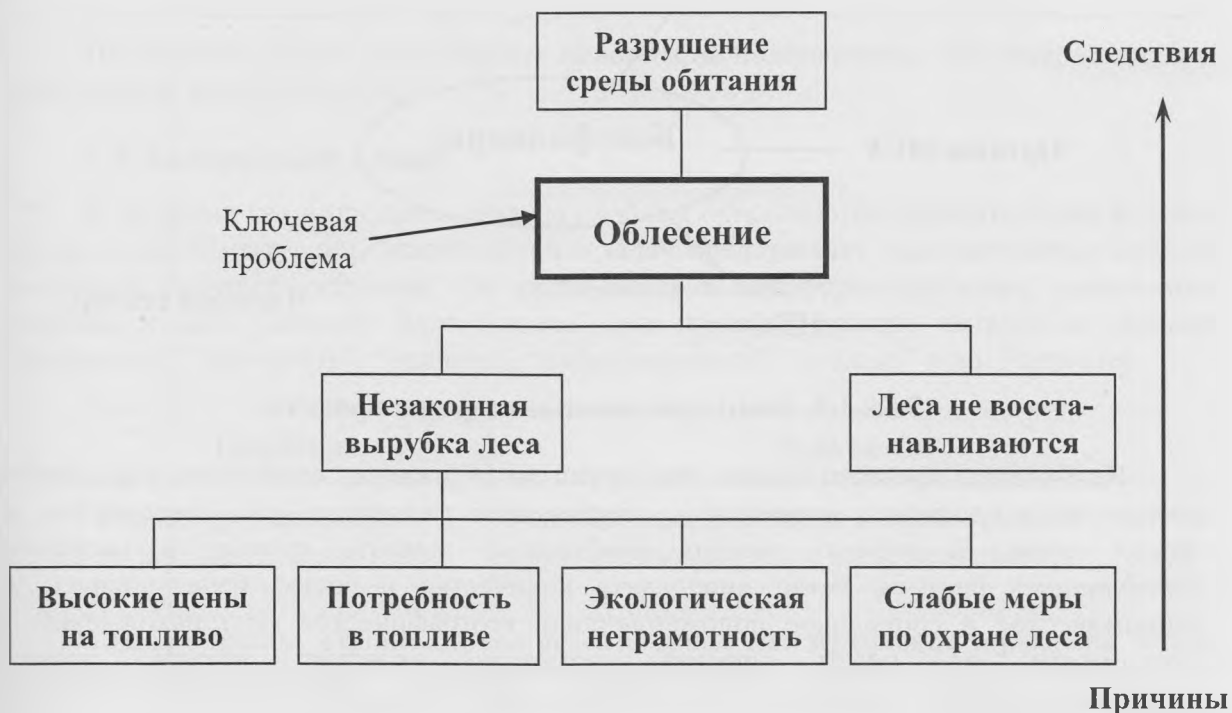 Разрушение
среды обитания
Следствия
Ключевая
проблема
Облесение
Незаконная
вырубка леса
Леса не восста-
навливаются
Высокие цены
на топливо
Потребность
в топливе
Экологическая
неграмотность
Слабые меры
по охране леса
Причины